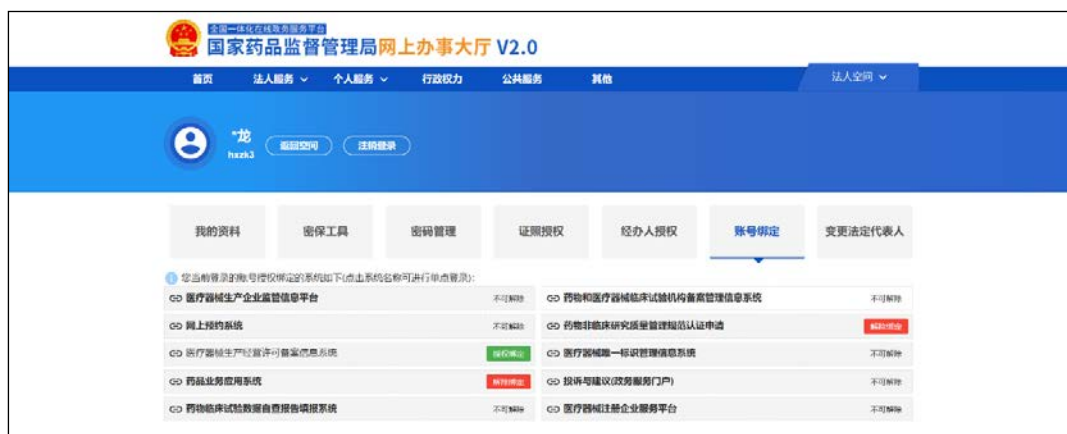 全国一体化在线政务服务平台
国家药品监督管理局网上办事大厅 V2.0
首页 法人服务 个人服务 行政权力 公共服务 其他 法人空间
*龙 返回空间 注销登录
hxzk3
我的资料 密保工具 密码管理 证照授权 经办人授权 账号绑定 变更法定代表人
您当前登录的账号授权绑定的系统如下(点击系统名称可进行单点登录):
医疗器械生产企业监管信息平台 不可解除 药物和医疗器械临床试验机构备案管理信息系统 不可解除
网上预约系统 不可解除 药物非临床研究质量管理规范认证申请 解除绑定
医疗器械生产经营许可备案信息系统 授权绑定 医疗器械唯一标识管理信息系统 不可解除
药品业务应用系统 解除绑定 投诉与建议(政务服务门户) 不可解除
药物临床试验数据自查报告填报系统 不可解除 医疗器械注册企业服务平台 不可解除